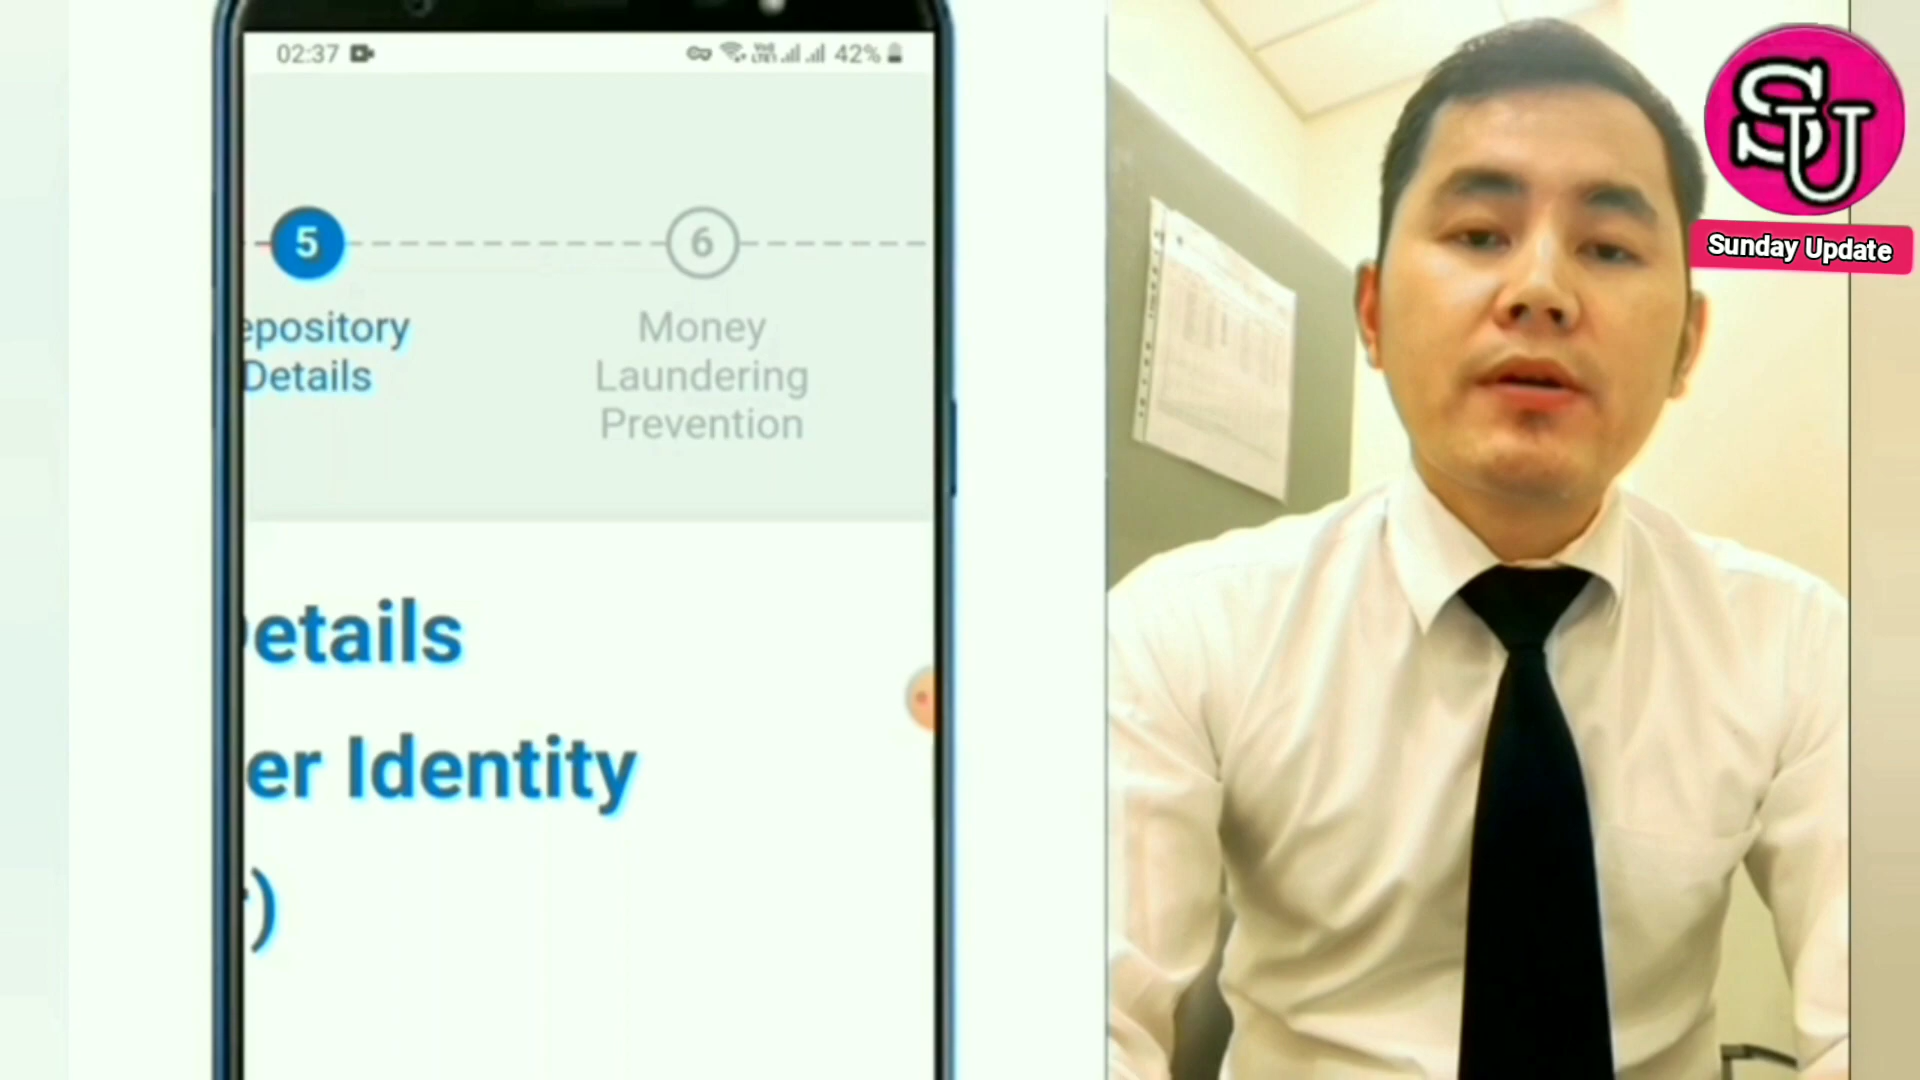 02:37
42%
5
6
epository
Details
Money
Laundering
Prevention
etails
er Identity
)
SU
Sunday Update